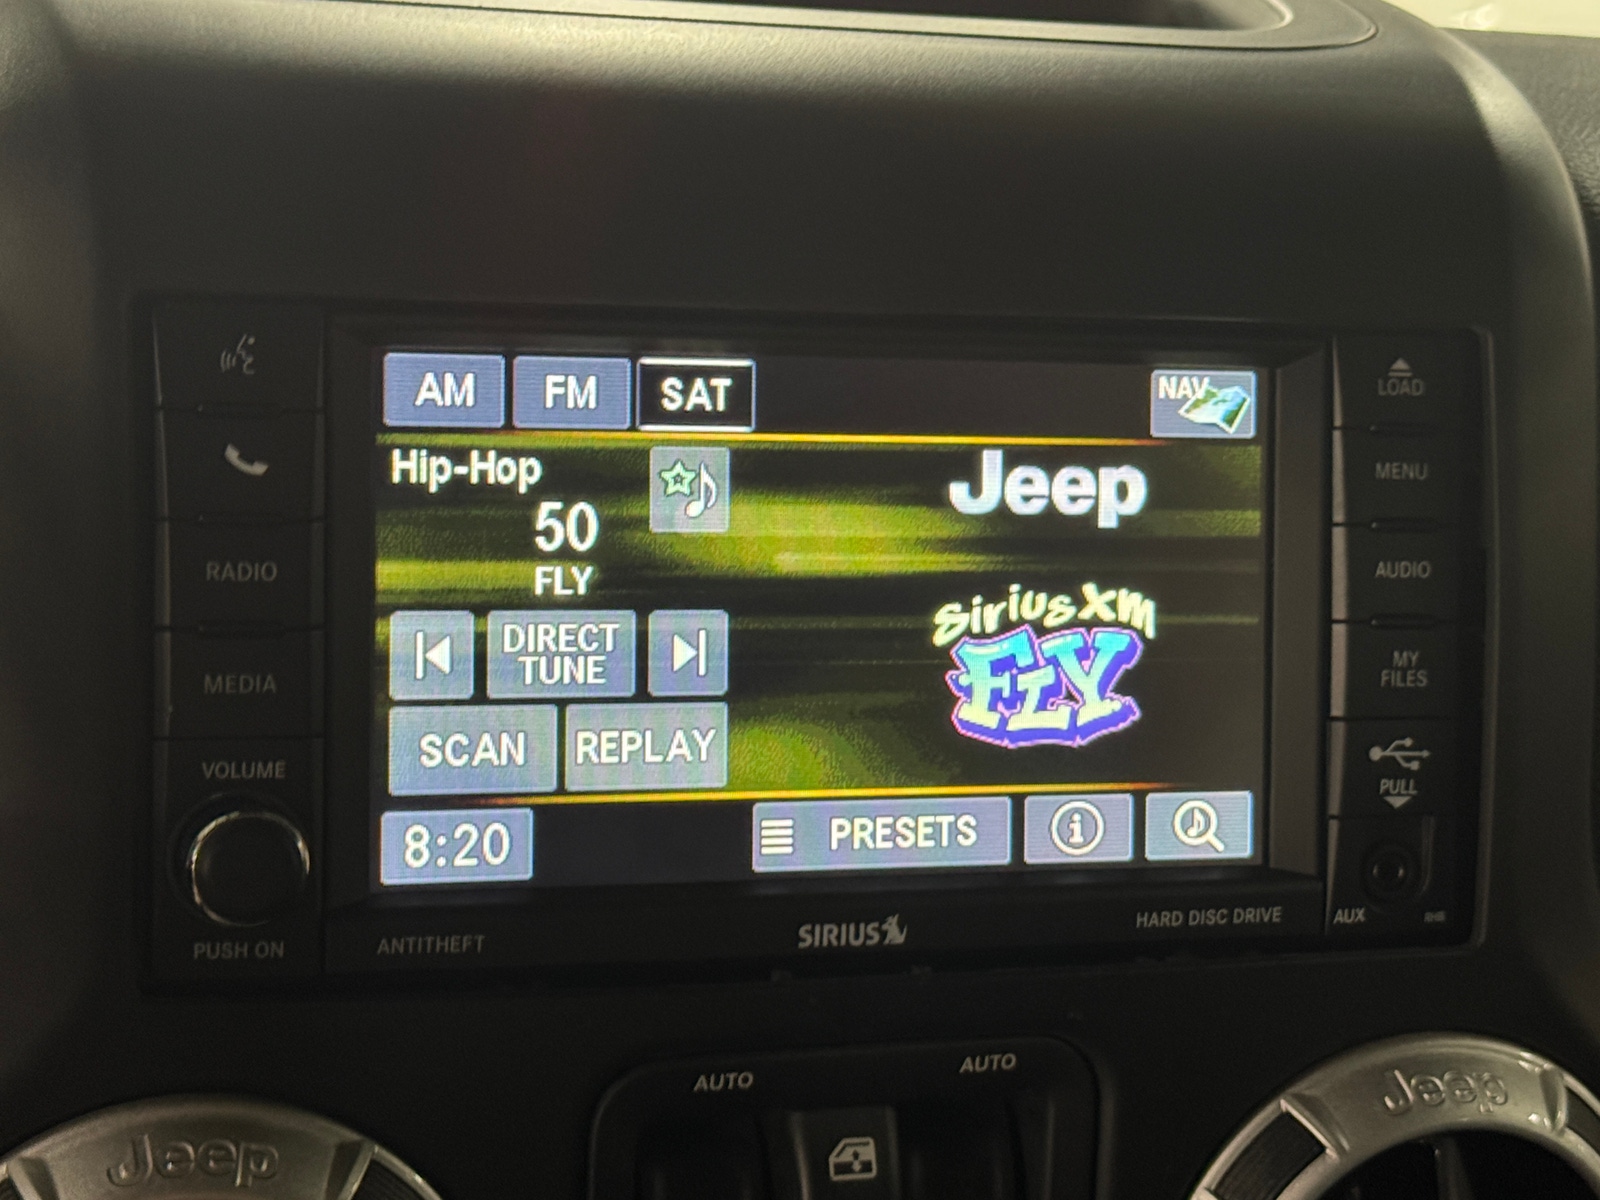 AM FM SAT NAV
Hip-Hop
50
FLY
Jeep
SiriusXM
FLY
DIRECT
TUNE
SCAN REPLAY
8:20 PRESETS i
RADIO
MEDIA
VOLUME
PUSH ON
LOAD
MENU
AUDIO
MY
FILES
PULL
AUX
ANTITHEFT SIRIUS HARD DISC DRIVE
AUTO AUTO
Jeep Jeep